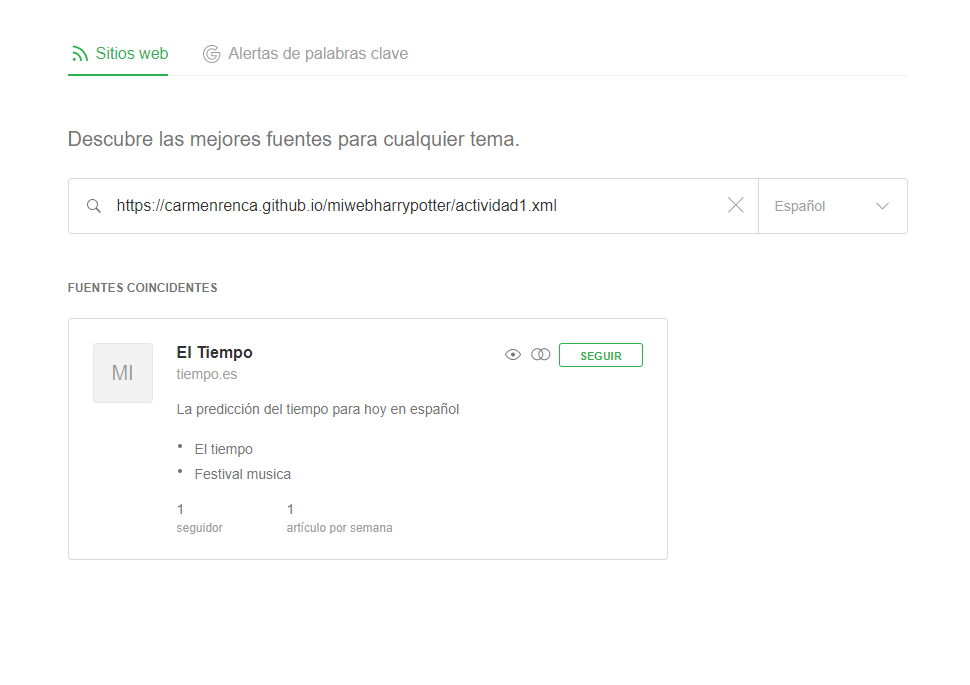 Sitios web Alertas de palabras clave
Descubre las mejores fuentes para cualquier tema.
https://carmenrenca.github.io/miwebharrypotter/actividad1.xml Español
FUENTES COINCIDENTES
MI
El Tiempo
SEGUIR
tiempo.es
La predicción del tiempo para hoy en español
• El tiempo
• Festival musica
1 1
seguidor artículo por semana